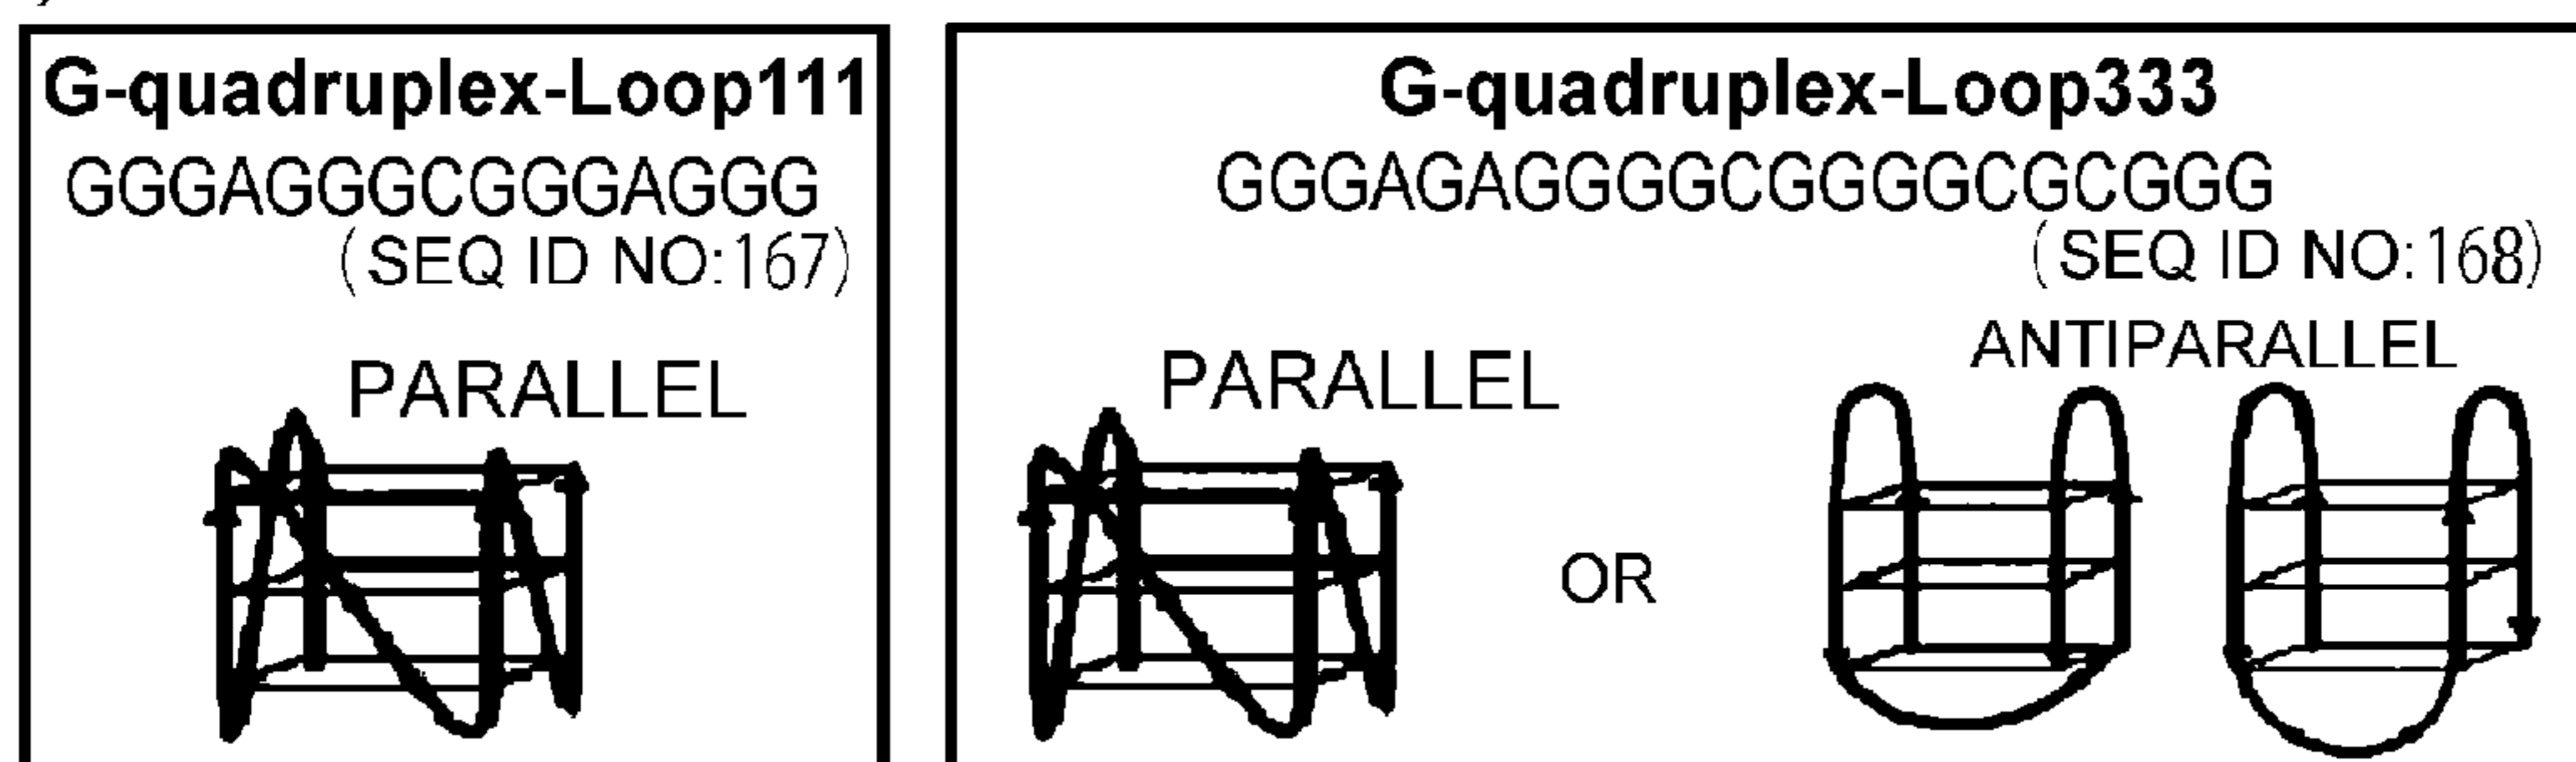 G-quadruplex-Loop111
GGGAGGGCGGGAGGG
(SEQ ID NO:167)
PARALLEL
G-quadruplex-Loop333
GGGAGAGGGGCGGGGCGCGGG
(SEQ ID NO:168)
PARALLEL
OR
ANTIPARALLEL